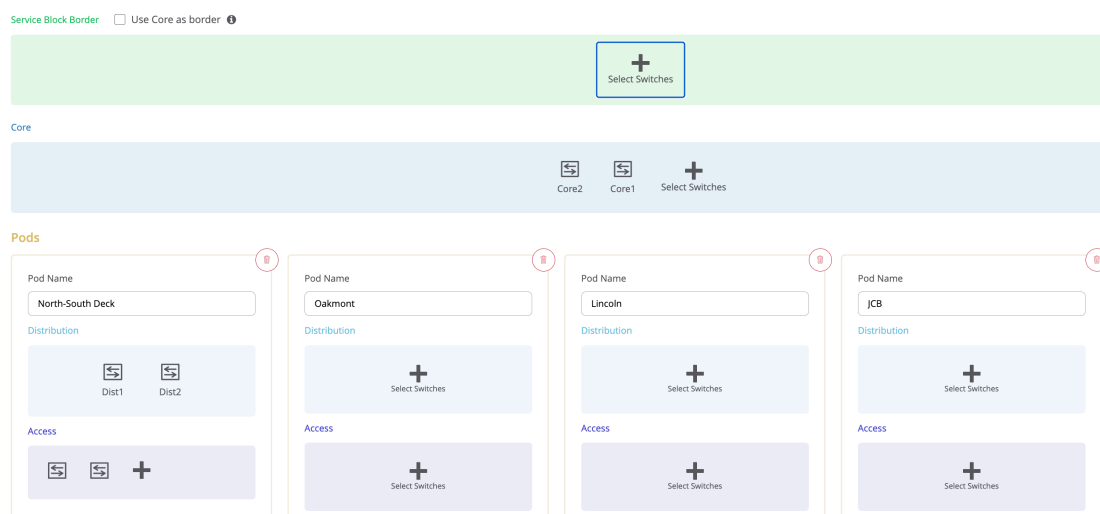 Service Block Border Use Core as border
Select Switches
Core
Core2 Core1 Select Switches
Pods
Pod Name Pod Name Pod Name Pod Name
North-South Deck Oakmont Lincoln JCB
Distribution Distribution Distribution Distribution
Dist1 Dist2 Select Switches Select Switches Select Switches
Access Access Access Access
Select Switches Select Switches Select Switches